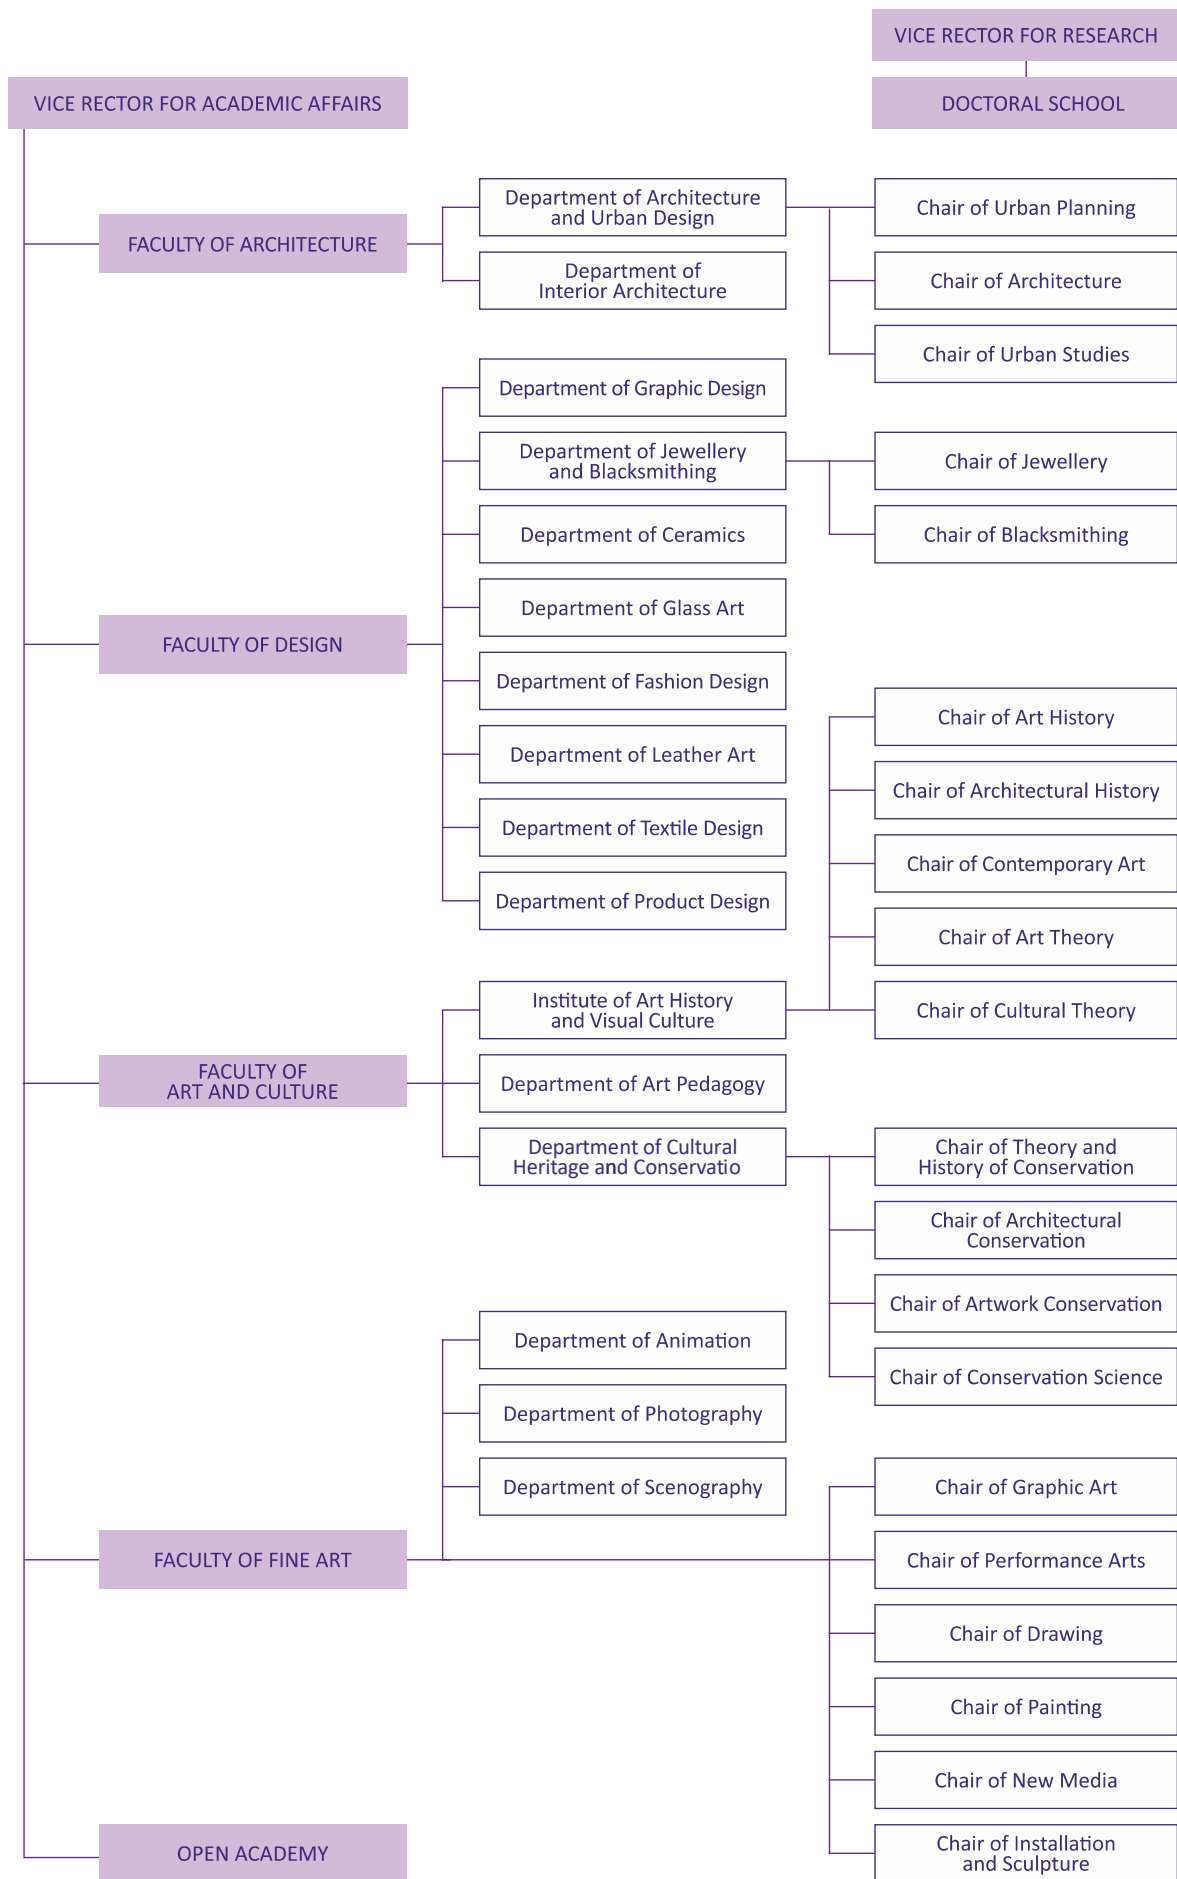 VICE RECTOR FOR RESEARCH
VICE RECTOR FOR ACADEMIC AFFAIRS
DOCTORAL SCHOOL
FACULTY OF ARCHITECTURE
Department of Architecture
and Urban Design
Department of
Interior Architecture
Chair of Urban Planning
Chair of Architecture
Chair of Urban Studies
FACULTY OF DESIGN
Department of Graphic Design
Department of Jewellery
and Blacksmithing
Department of Ceramics
Department of Glass Art
Department of Fashion Design
Department of Leather Art
Department of Textile Design
Department of Product Design
Chair of Jewellery
Chair of Blacksmithing
FACULTY OF
ART AND CULTURE
Institute of Art History
and Visual Culture
Department of Art Pedagogy
Department of Cultural
Heritage and Conservatio
Chair of Art History
Chair of Architectural History
Chair of Contemporary Art
Chair of Art Theory
Chair of Cultural Theory
Chair of Theory and
History of Conservation
Chair of Architectural
Conservation
Chair of Artwork Conservation
Chair of Conservation Science
FACULTY OF FINE ART
Department of Animation
Department of Photography
Department of Scenography
Chair of Graphic Art
Chair of Performance Arts
Chair of Drawing
Chair of Painting
Chair of New Media
Chair of Installation
and Sculpture
OPEN ACADEMY